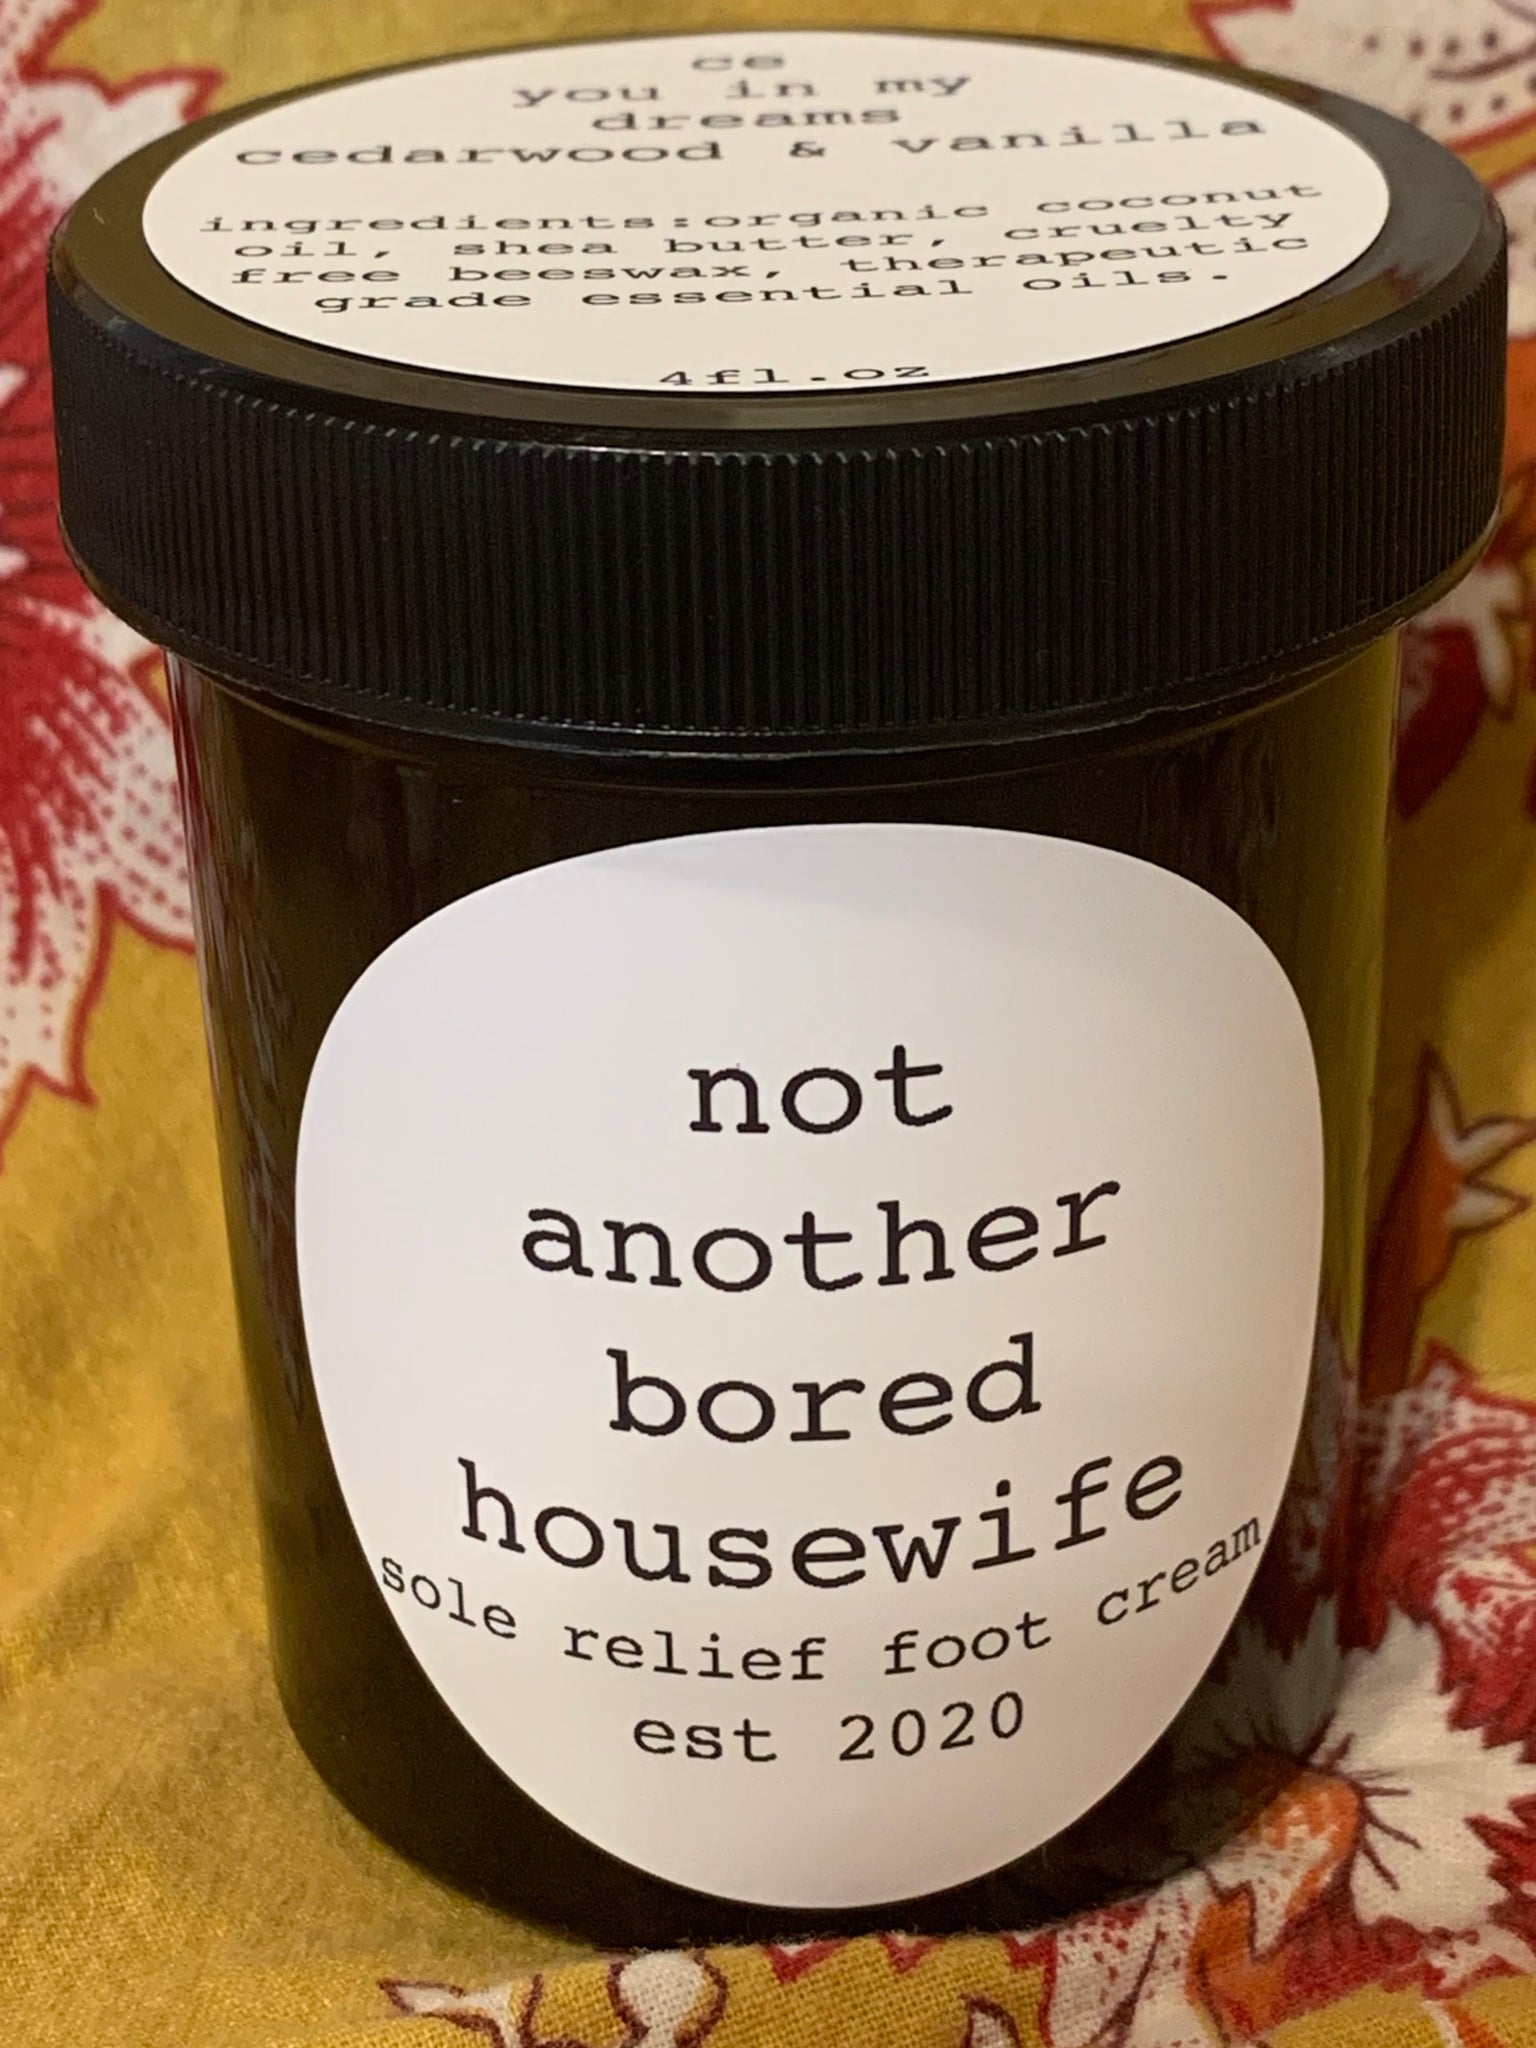 ce
you in my
dreams
cedarwood & vanilla
ingredients:organic coconut
oil, shea butter, cruelty
free beeswax, therapeutic
grade essential oils.
4fl.oz
not
another
bored
housewife
sole relief foot cream
est 2020